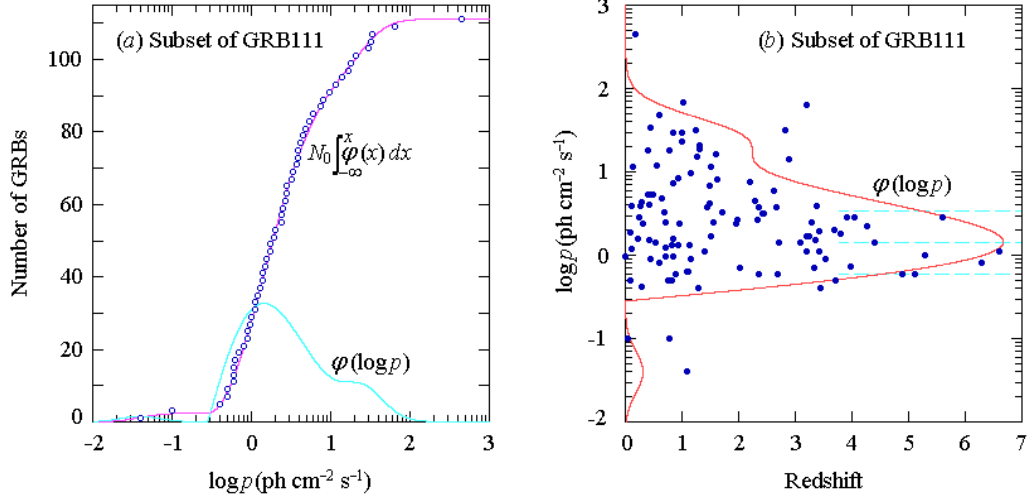 (a) Subset of GRB111
Number of GRBs
100
80
60
40
20
0
N₀∫_{-∞}^{x} φ(x) dx
φ(log p)
-2 -1 0 1 2 3
log p (ph cm⁻² s⁻¹)
(b) Subset of GRB111
log p (ph cm⁻² s⁻¹)
3
2
1
0
-1
-2
φ(log p)
0 1 2 3 4 5 6 7
Redshift